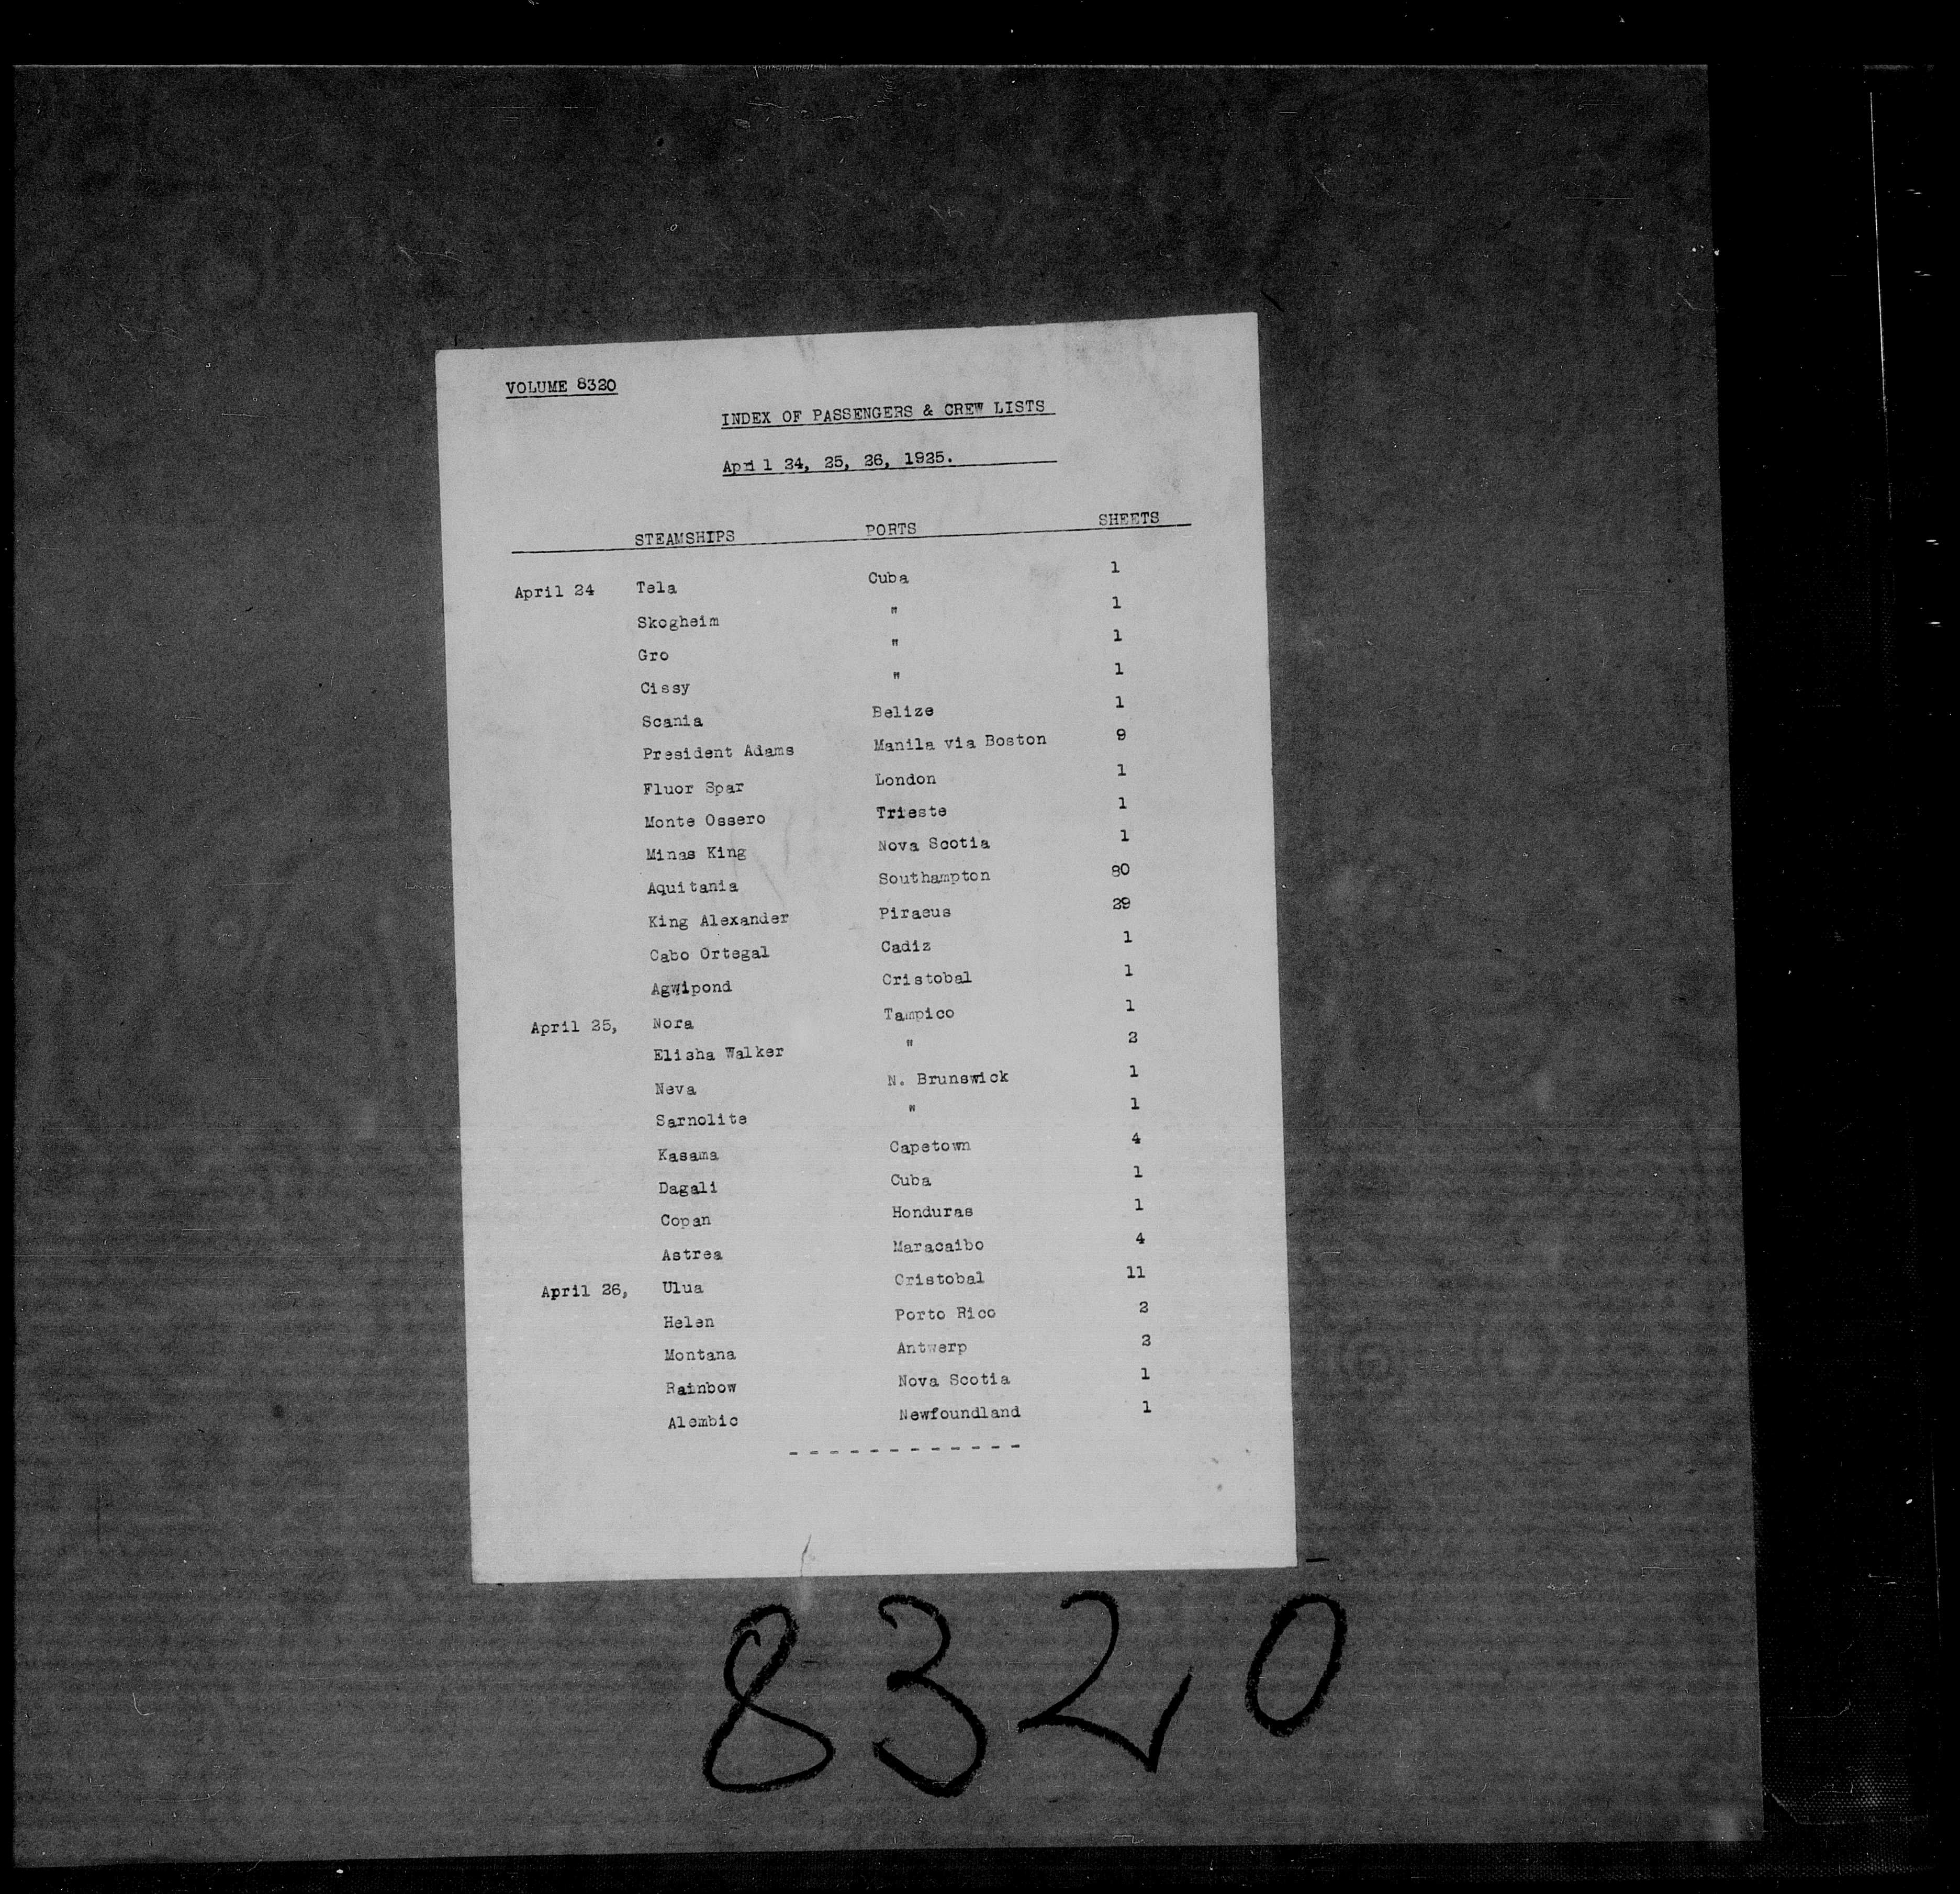 VOLUME 8320
INDEX OF PASSENGERS & CREW LISTS
April 24, 25, 26, 1925.
STEAMSHIPS PORTS SHEETS
April 24 Tela Cuba 1
Skogheim " 1
Gro " 1
Cissy " 1
Scania Belize 1
President Adams Manila via Boston 9
Fluor Spar London 1
Monte Ossero Trieste 1
Minas King Nova Scotia 1
Aquitania Southampton 80
King Alexander Piraeus 29
Cabo Ortegal Cadiz 1
Agwipond Cristobal 1
April 25, Nora Tampico 1
Elisha Walker " 2
Neva N. Brunswick 1
Sarnolite " 1
Kasama Capetown 4
Dagali Cuba 1
Copan Honduras 1
Astrea Maracaibo 4
April 26, Ulua Cristobal 11
Helen Porto Rico 2
Montana Antwerp 2
Rainbow Nova Scotia 1
Alembic Newfoundland 1
- - - - - - - - - - - -
8320